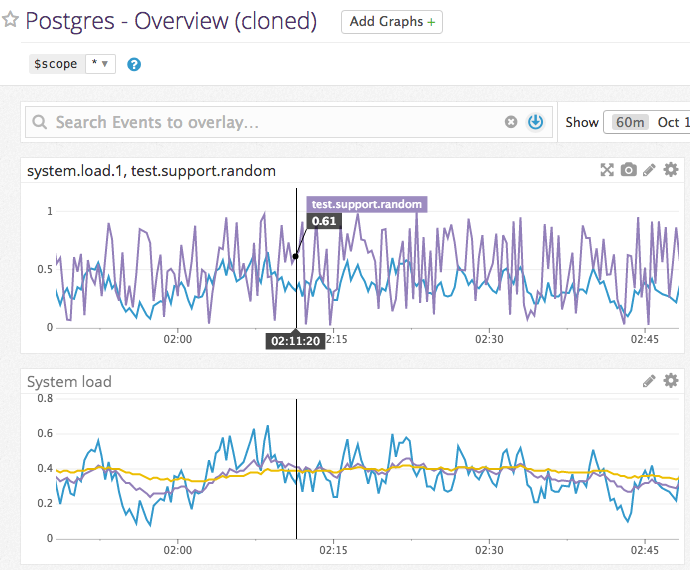 Postgres - Overview (cloned)
Add Graphs +
$scope
* ▾
?
Search Events to overlay...
Show
60m
Oct 1
system.load.1, test.support.random
test.support.random
0.61
1
0.5
0
02:00
02:11:20
02:15
02:30
02:45
System load
0.8
0.6
0.4
0.2
0
02:00
02:15
02:30
02:45